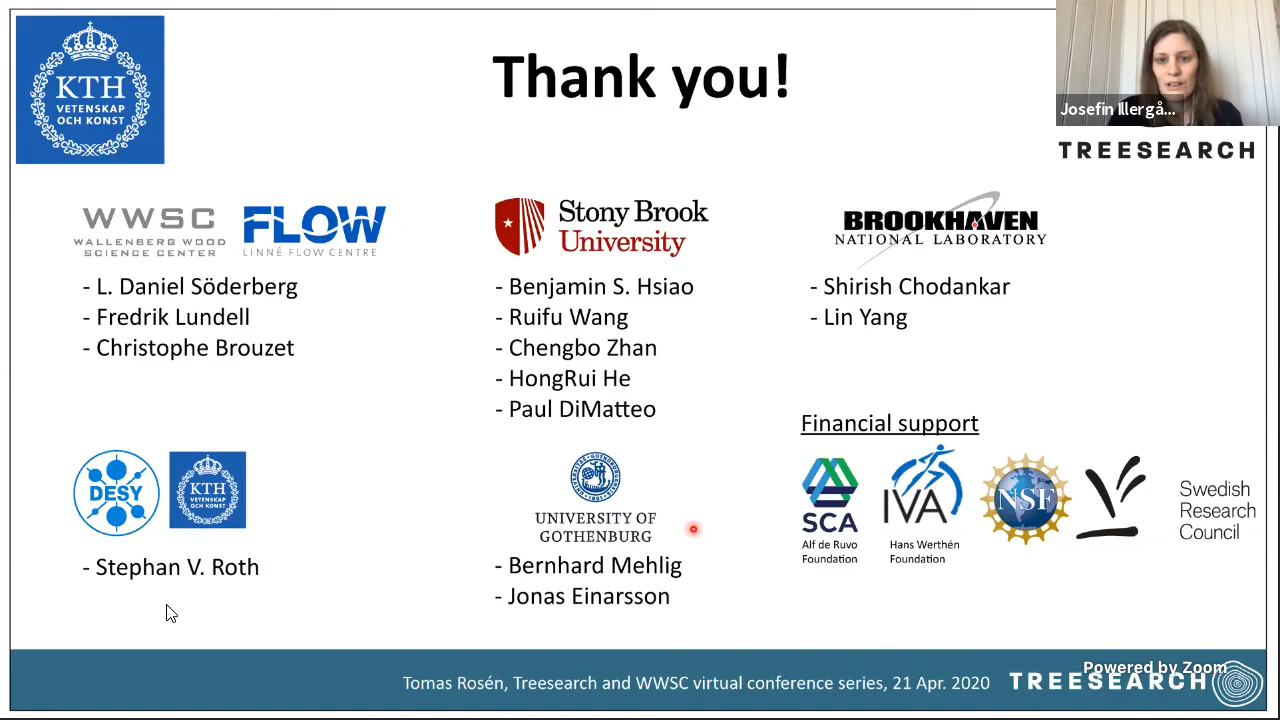 KTH
VETENSKAP
OCH KONST
Thank you!
Josefin Illergå...
TREESEARCH
WWSC
WALLENBERG WOOD
SCIENCE CENTER
FLOW
LINNÉ FLOW CENTRE
- L. Daniel Söderberg
- Fredrik Lundell
- Christophe Brouzet
Stony Brook
University
- Benjamin S. Hsiao
- Ruifu Wang
- Chengbo Zhan
- HongRui He
- Paul DiMatteo
BROOKHAVEN
NATIONAL LABORATORY
- Shirish Chodankar
- Lin Yang
DESY
KTH
VETENSKAP
OCH KONST
- Stephan V. Roth
UNIVERSITY OF
GOTHENBURG
- Bernhard Mehlig
- Jonas Einarsson
Financial support
SCA
Alf de Ruvo
Foundation
IVA
Hans Werthén
Foundation
NSF
Swedish
Research
Council
Tomas Rosén, Treesearch and WWSC virtual conference series, 21 Apr. 2020
TREESEARCH
Powered by Zoom